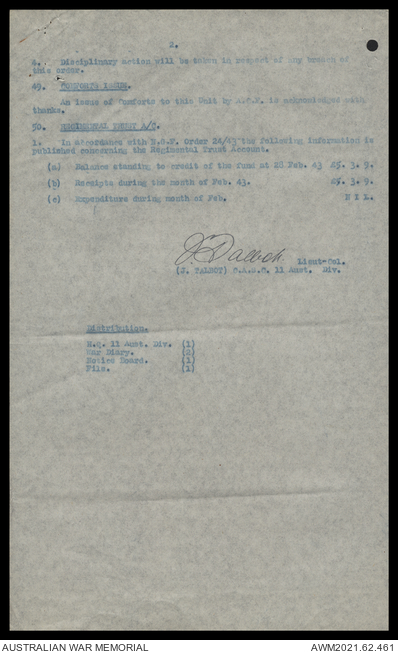 2.
4. Disciplinary action will be taken in respect of any breach of
this order.
49. COMFORTS ISSUE.
An issue of Comforts to this Unit by A.C.F. is acknowledged with
thanks.
50. REGIMENTAL TRUST A/C.
1. In accordance with R.O.F. Order 24/43 the following information is
published concerning the Regimental Trust Account.
(a) Balance standing to credit of the fund at 28 Feb. 43 £5. 3. 9.
(b) Receipts during the month of Feb. 43. £5. 3. 9.
(c) Expenditure during month of Feb. N I L.
J. Talbot. Lieut-Col.
(J. TALBOT) C.A.S.C. 11 Aust. Div.
Distribution.
H.Q. 11 Aust. Div. (1)
War Diary. (2)
Notice Board. (1)
File. (1)
AUSTRALIAN WAR MEMORIAL
AWM2021.62.461